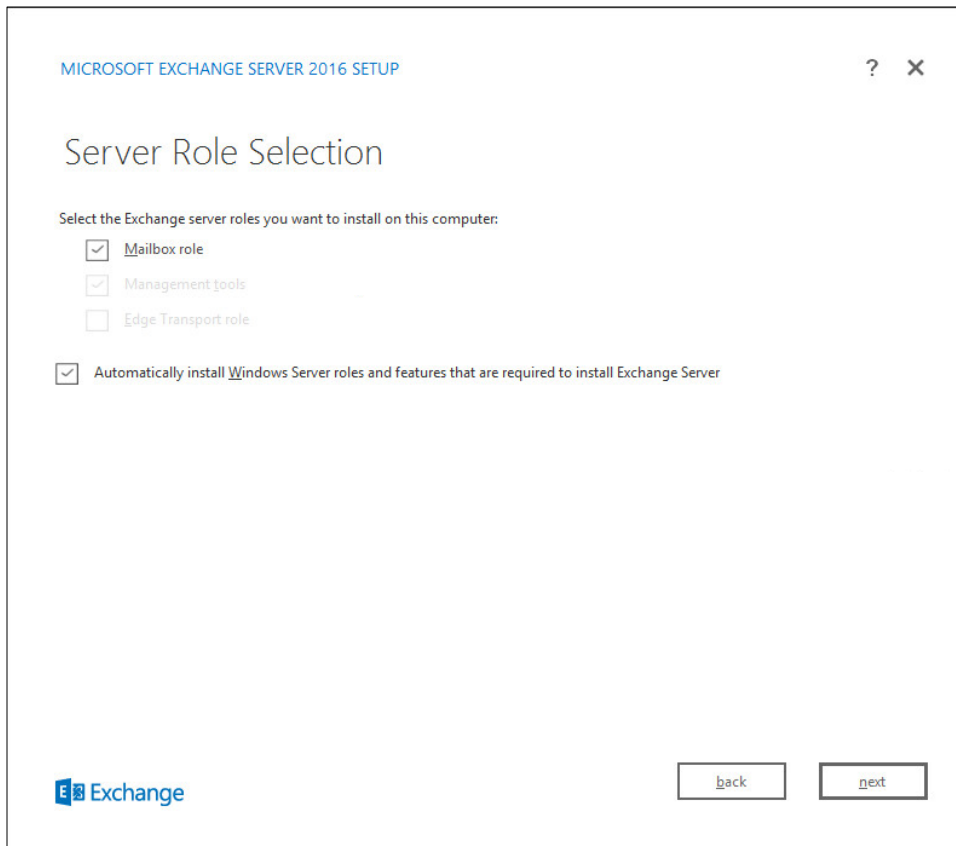 MICROSOFT EXCHANGE SERVER 2016 SETUP
?
Server Role Selection
Select the Exchange server roles you want to install on this computer:
Mailbox role
Management tools
Edge Transport role
Automatically install Windows Server roles and features that are required to install Exchange Server
Exchange
back
next